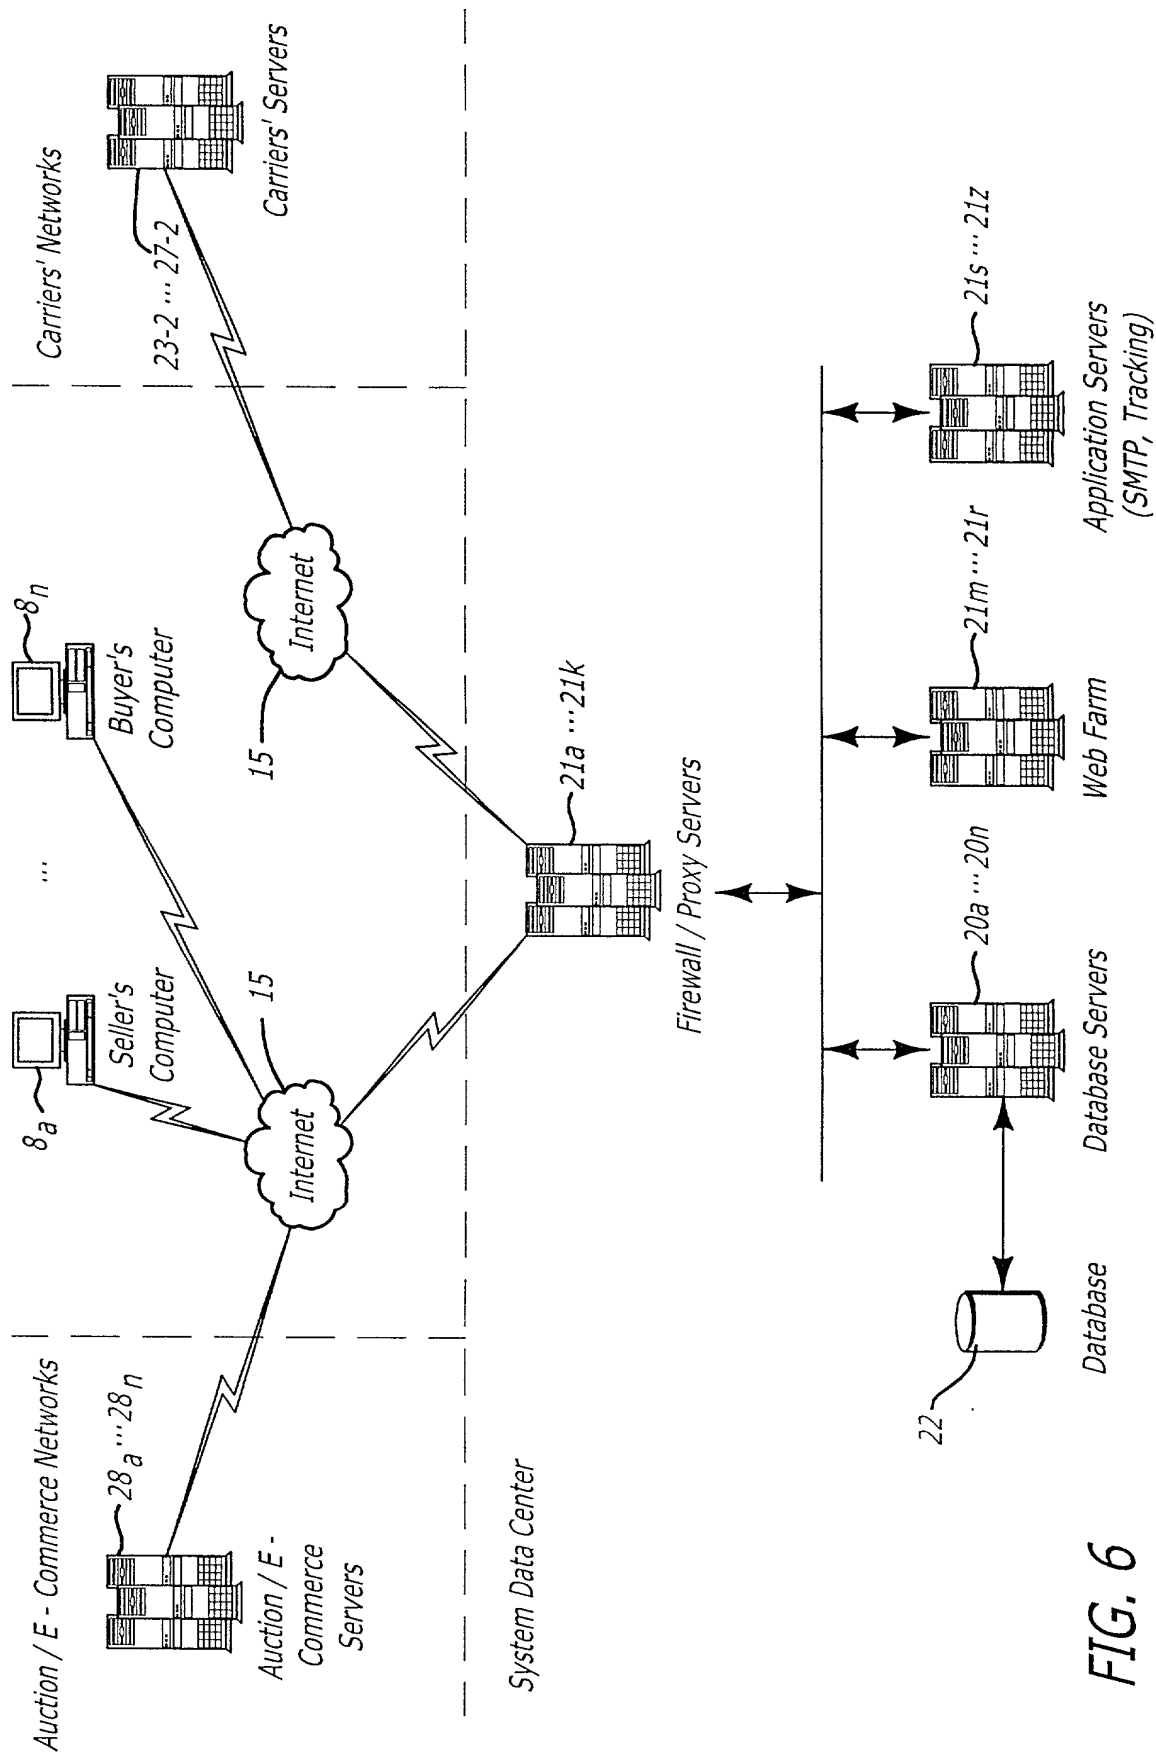 Auction / E - Commerce Networks
Carriers' Networks
8a
Seller's
Computer
...
8n
Buyer's
Computer
28a ... 28n
Auction / E -
Commerce
Servers
Internet
15
15
Internet
23-2 ... 27-2
Carriers' Servers
System Data Center
21a ... 21k
Firewall / Proxy Servers
22
Database
20a ... 20n
Database Servers
21m ... 21r
Web Farm
21s ... 21z
Application Servers
(SMTP, Tracking)
FIG. 6